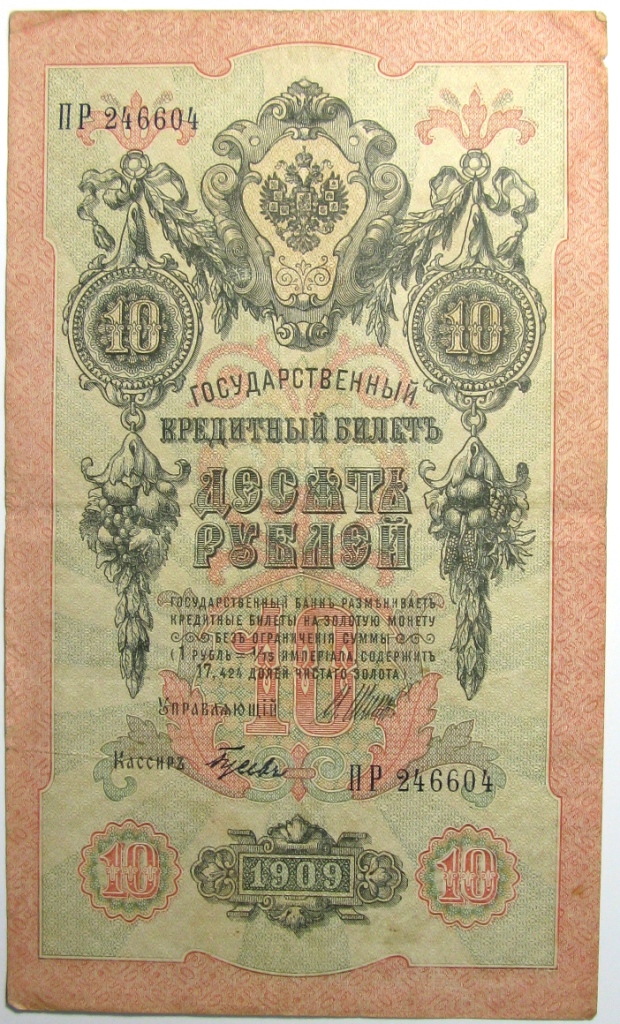 ПР 246604
10 10
ГОСУДАРСТВЕННЫЙ
КРЕДИТНЫЙ БИЛЕТЪ
ДЕСЯТЬ
РУБЛЕЙ
ГОСУДАРСТВЕННЫЙ БАНКЪ РАЗМѢНИВАЕТЪ
КРЕДИТНЫЕ БИЛЕТЫ НА ЗОЛОТУЮ МОНЕТУ
БЕЗЪ ОГРАНИЧЕНІЯ СУММЫ
(1 РУБЛЬ = 1/15 ИМПЕРІАЛА, СОДЕРЖИТЪ
17,424 ДОЛЕЙ ЧИСТАГО ЗОЛОТА)
10
УПРАВЛЯЮЩІЙ
КАССИРЪ
ПР 246604
10 1909 10